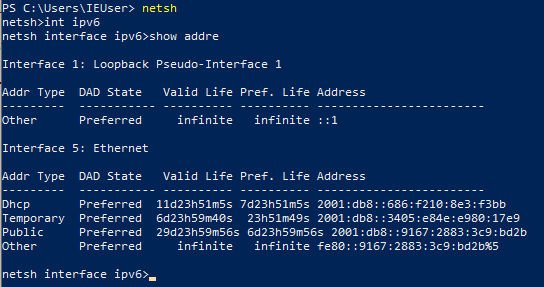 PS C:\Users\IEUser> netsh
netsh>int ipv6
netsh interface ipv6>show addre
Interface 1: Loopback Pseudo-Interface 1
Addr Type  DAD State   Valid Life Pref. Life Address
---------  ----------- ---------- ---------- ------------------------
Other      Preferred     infinite   infinite ::1
Interface 5: Ethernet
Addr Type  DAD State   Valid Life Pref. Life Address
---------  ----------- ---------- ---------- ------------------------
Dhcp       Preferred  11d23h51m5s 7d23h51m5s 2001:db8::686:f210:8e3:f3bb
Temporary  Preferred  6d23h59m40s  23h51m49s 2001:db8::3405:e84e:e980:17e9
Public     Preferred  29d23h59m56s 6d23h59m56s 2001:db8::9167:2883:3c9:bd2b
Other      Preferred     infinite   infinite fe80::9167:2883:3c9:bd2b%5
netsh interface ipv6>